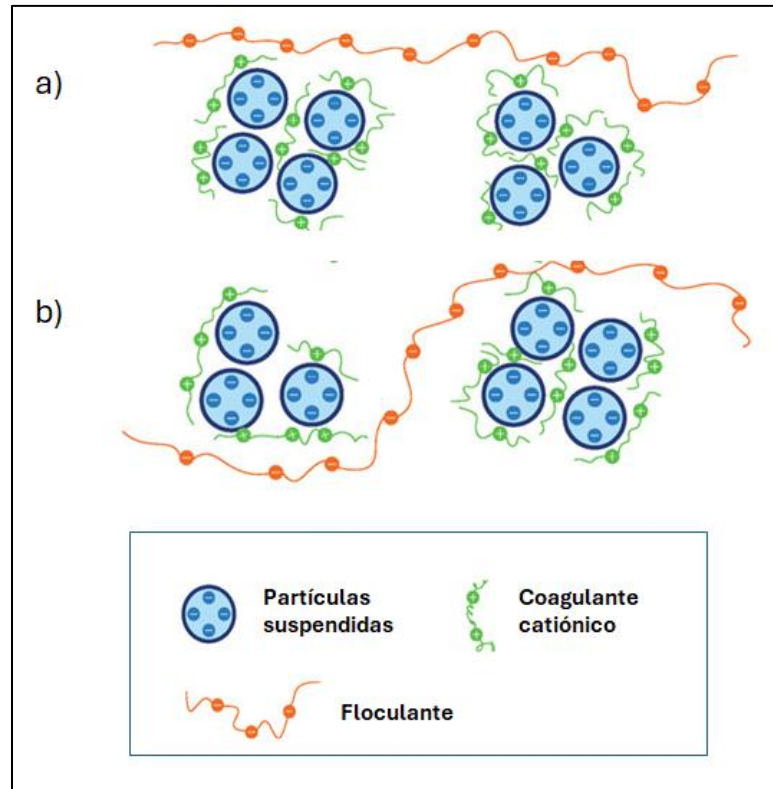 a)
b)
Partículas
suspendidas
Coagulante
catiónico
Floculante